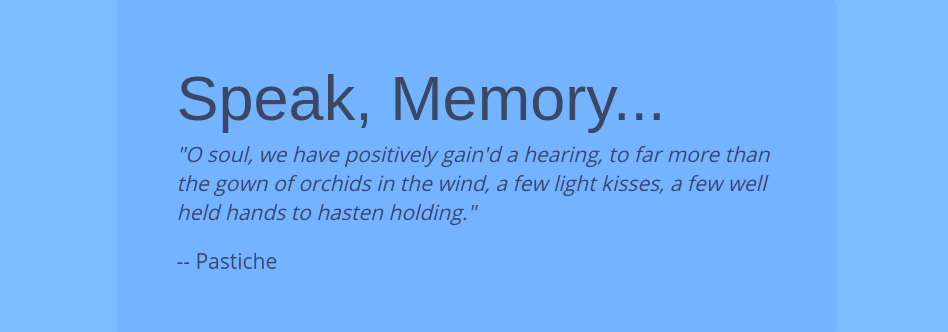 Speak, Memory...
"O soul, we have positively gain'd a hearing, to far more than
the gown of orchids in the wind, a few light kisses, a few well
held hands to hasten holding."
-- Pastiche